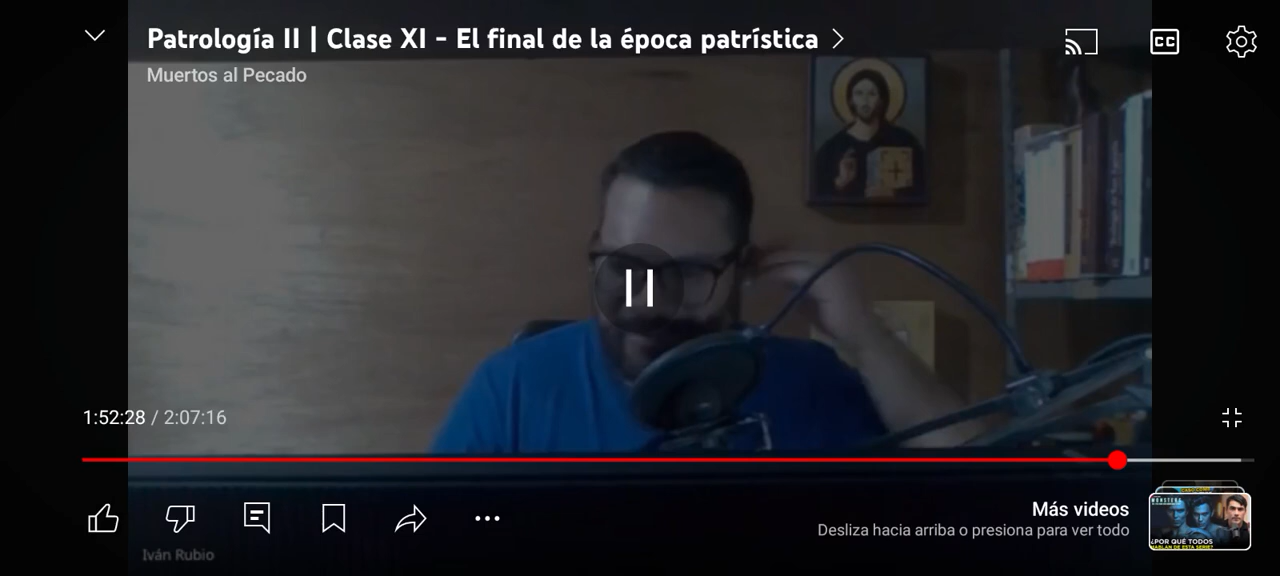 Patrología II | Clase XI - El final de la época patrística
Muertos al Pecado
CC
1:52:28 / 2:07:16
Más videos
Desliza hacia arriba o presiona para ver todo
¿POR QUÉ TODOS
HABLAN DE ESTA SERIE?
Iván Rubio